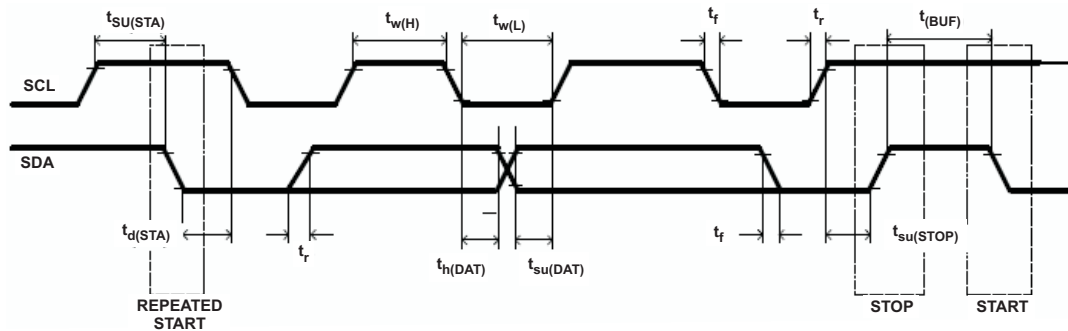 tSU(STA)
tw(H)
tw(L)
tf
tr
t(BUF)
SCL
SDA
td(STA)
tr
th(DAT)
tsu(DAT)
tf
tsu(STOP)
REPEATED
START
STOP
START